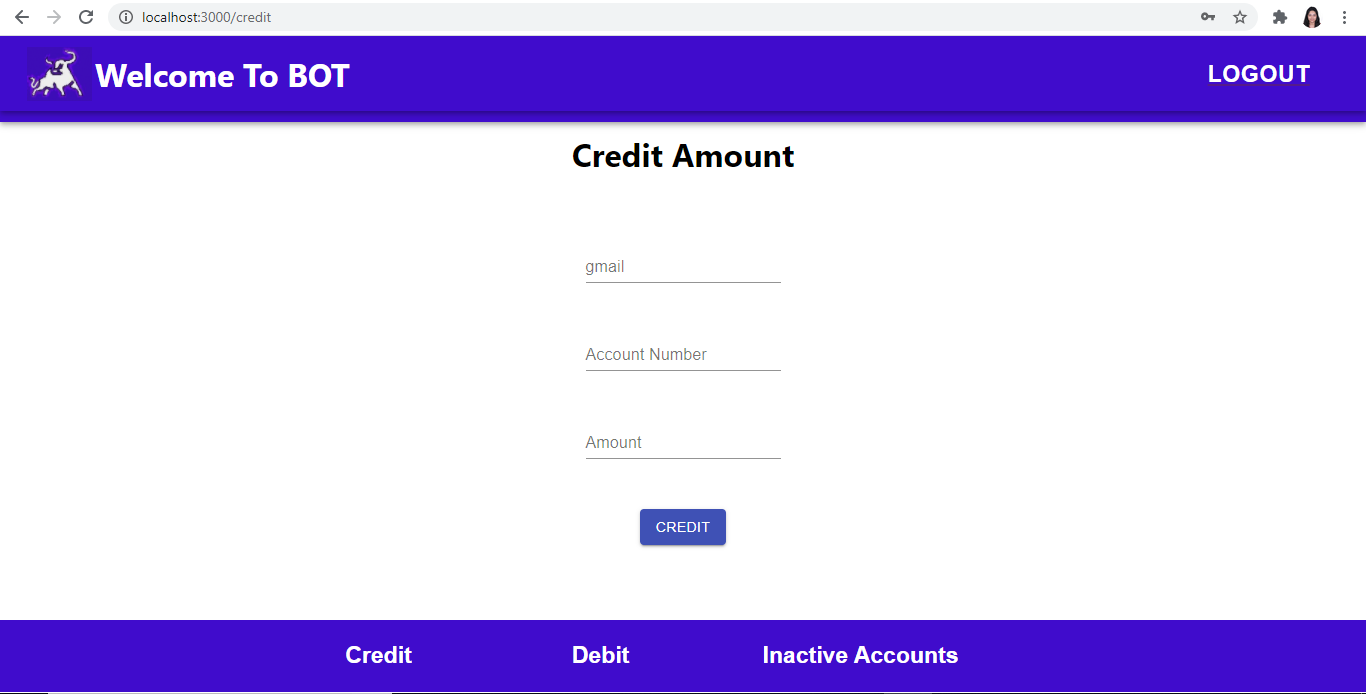 localhost:3000/credit
Welcome To BOT
LOGOUT
Credit Amount
gmail
Account Number
Amount
CREDIT
Credit Debit Inactive Accounts